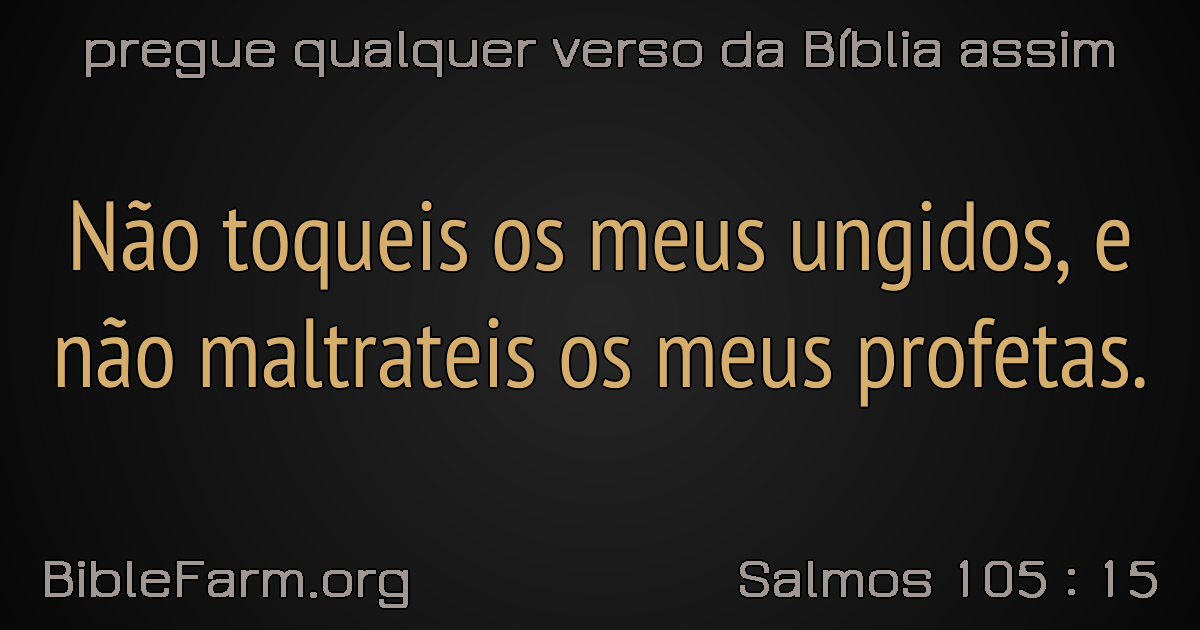 pregue qualquer verso da Bíblia assim
Não toqueis os meus ungidos, e
não maltrateis os meus profetas.
BibleFarm.org
Salmos 105 : 15